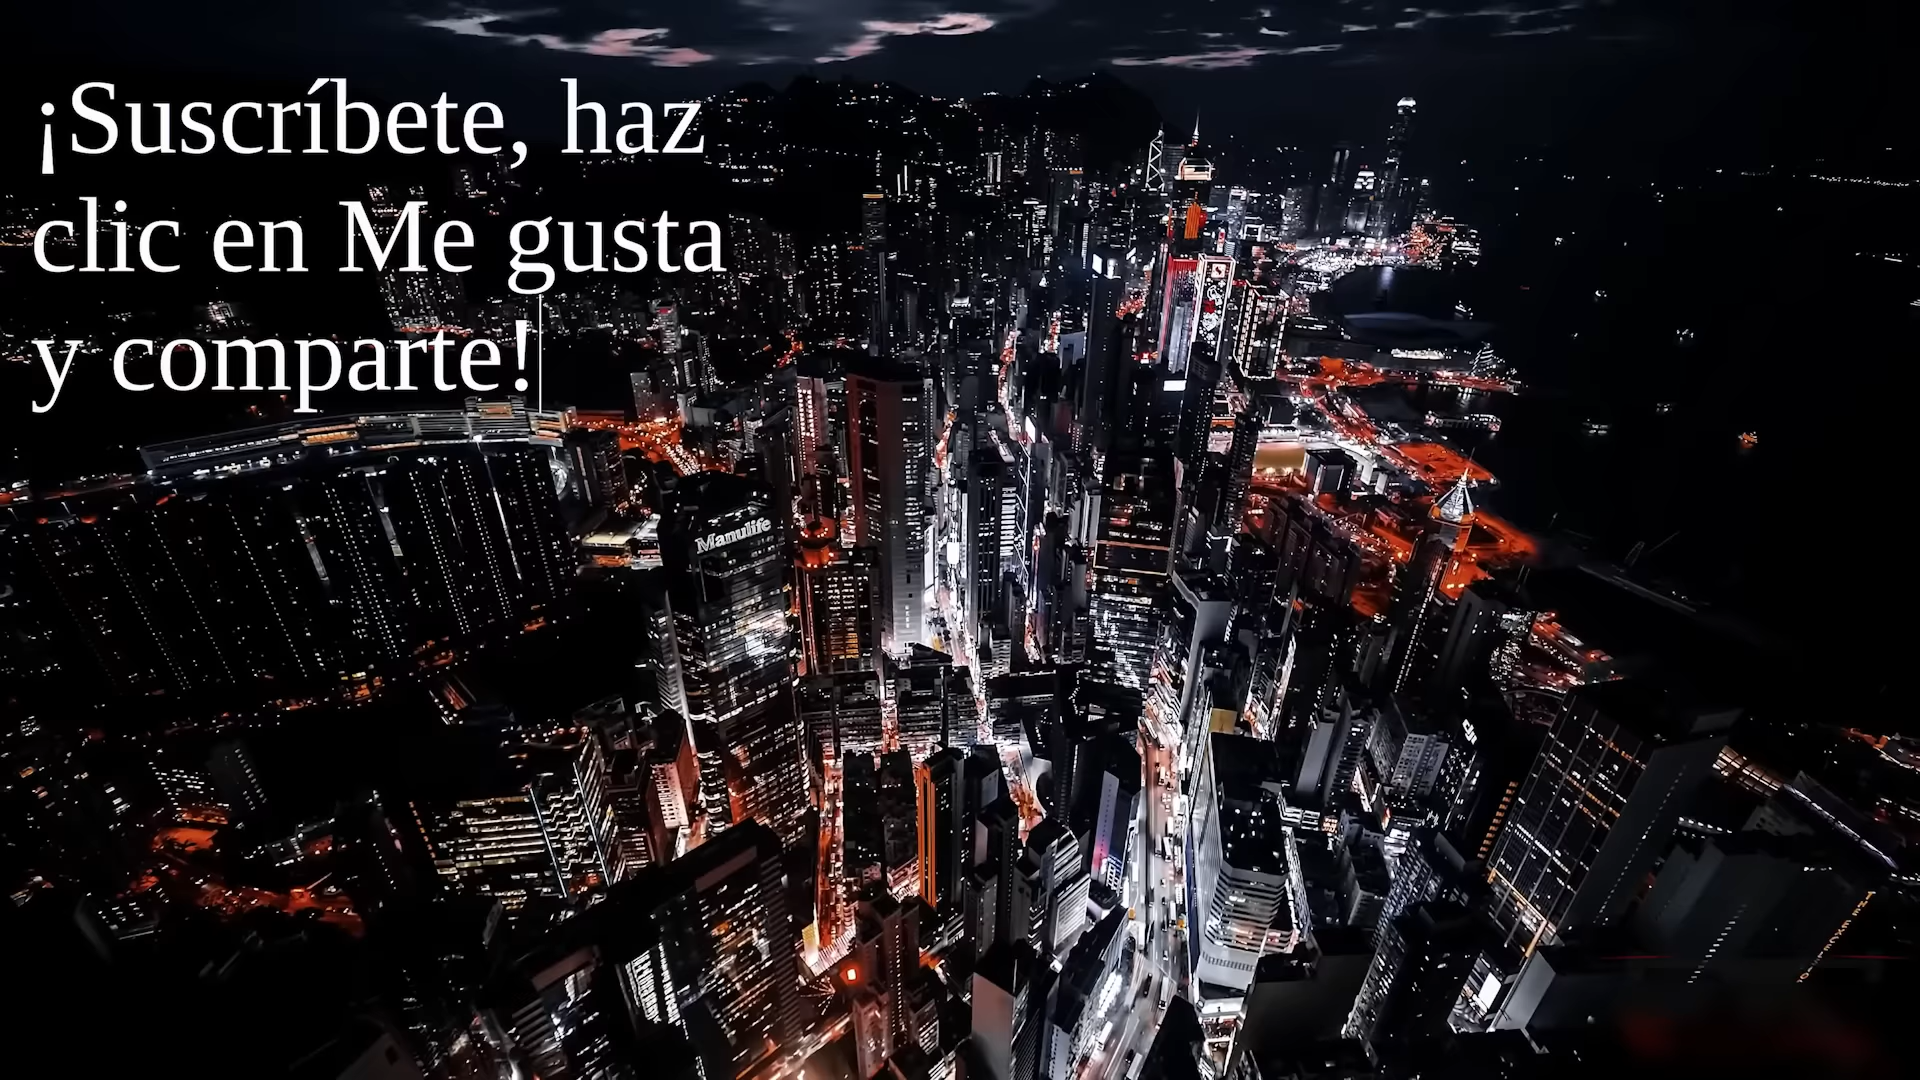 ¡Suscríbete, haz
clic en Me gusta
y comparte!
Manulife